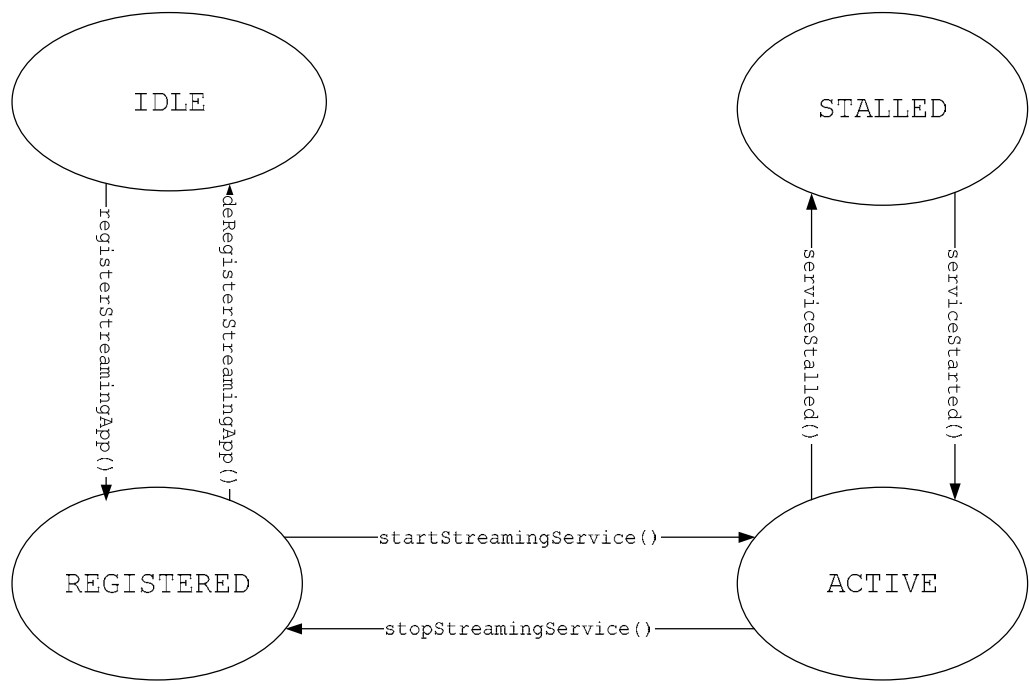 IDLE
STALLED
registerStreamingApp()
deRegisterStreamingApp()
serviceStalled()
serviceStarted()
startStreamingService()
REGISTERED
ACTIVE
stopStreamingService()